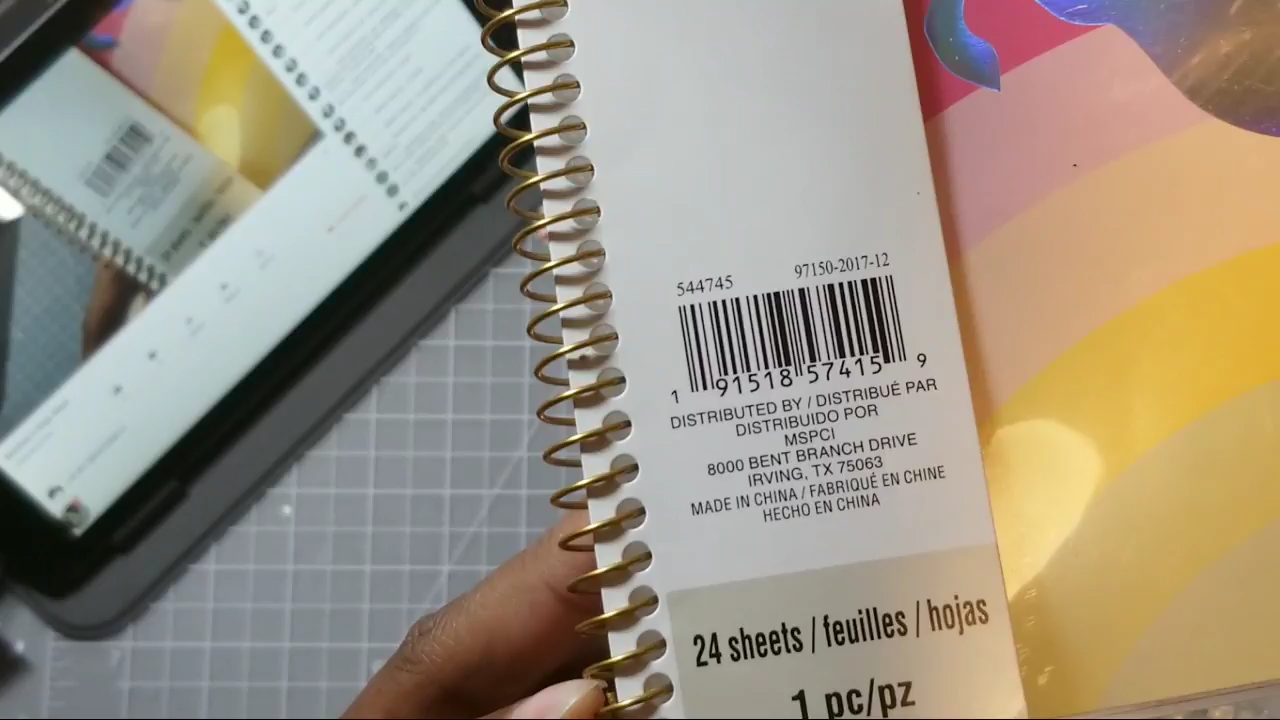 544745 97150-2017-12
1 91518 57415 9
DISTRIBUTED BY / DISTRIBUÉ PAR
DISTRIBUIDO POR
MSPCI
8000 BENT BRANCH DRIVE
IRVING, TX 75063
MADE IN CHINA / FABRIQUÉ EN CHINE
HECHO EN CHINA
24 sheets / feuilles / hojas
1 pc/pz